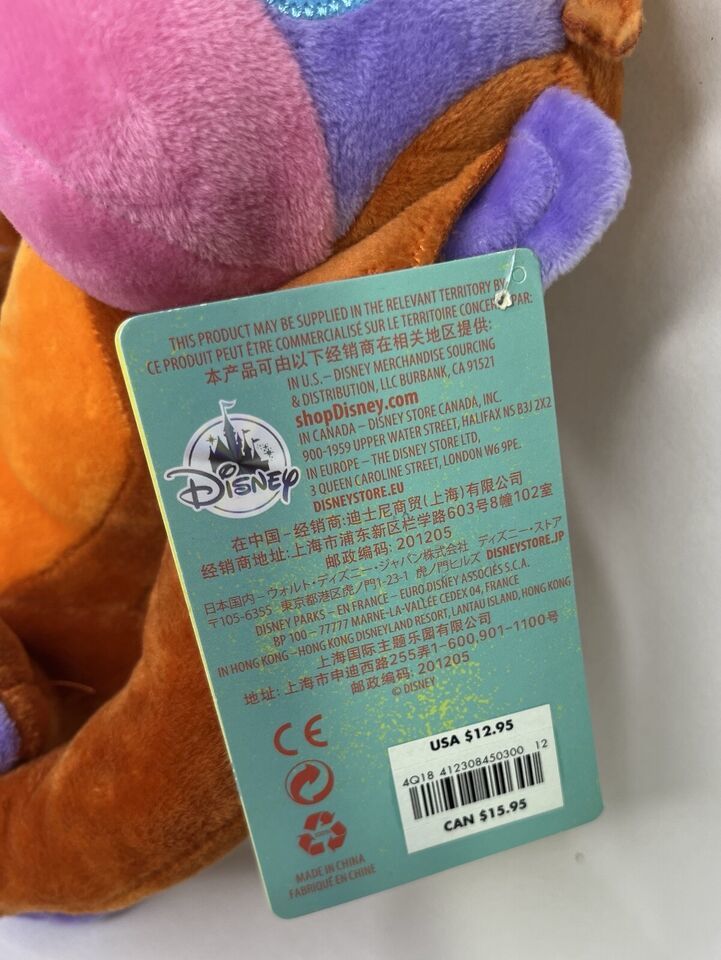 THIS PRODUCT MAY BE SUPPLIED IN THE RELEVANT TERRITORY BY:
CE PRODUIT PEUT ÊTRE COMMERCIALISÉ SUR LE TERRITOIRE CONCERNÉ PAR:
本产品可由以下经销商在相关地区提供:
IN U.S. – DISNEY MERCHANDISE SOURCING
& DISTRIBUTION, LLC BURBANK, CA 91521
shopDisney.com
IN CANADA – DISNEY STORE CANADA, INC.
900-1959 UPPER WATER STREET, HALIFAX NS B3J 2X2
IN EUROPE – THE DISNEY STORE LTD,
3 QUEEN CAROLINE STREET, LONDON W6 9PE.
DISNEYSTORE.EU
DISNEY
在中国 - 经销商:迪士尼商贸(上海)有限公司
经销商地址:上海市浦东新区栏学路603号8幢102室
邮政编码: 201205
日本国内 – ウォルト・ディズニー・ジャパン株式会社 ディズニー・ストア
〒105-6355 東京都港区虎ノ門1-23-1 虎ノ門ヒルズ DISNEYSTORE.JP
DISNEY PARKS – EN FRANCE – EURO DISNEY ASSOCIÉS S.C.A.
BP 100 – 77777 MARNE-LA-VALLÉE CEDEX 04, FRANCE
IN HONG KONG – HONG KONG DISNEYLAND RESORT, LANTAU ISLAND, HONG KONG
上海国际主题乐园有限公司
地址: 上海市申迪西路255弄1-600,901-1100号
邮政编码: 201205
© DISNEY
CE
USA $12.95
4Q18 412308450300 12
CAN $15.95
MADE IN CHINA
FABRIQUÉ EN CHINE